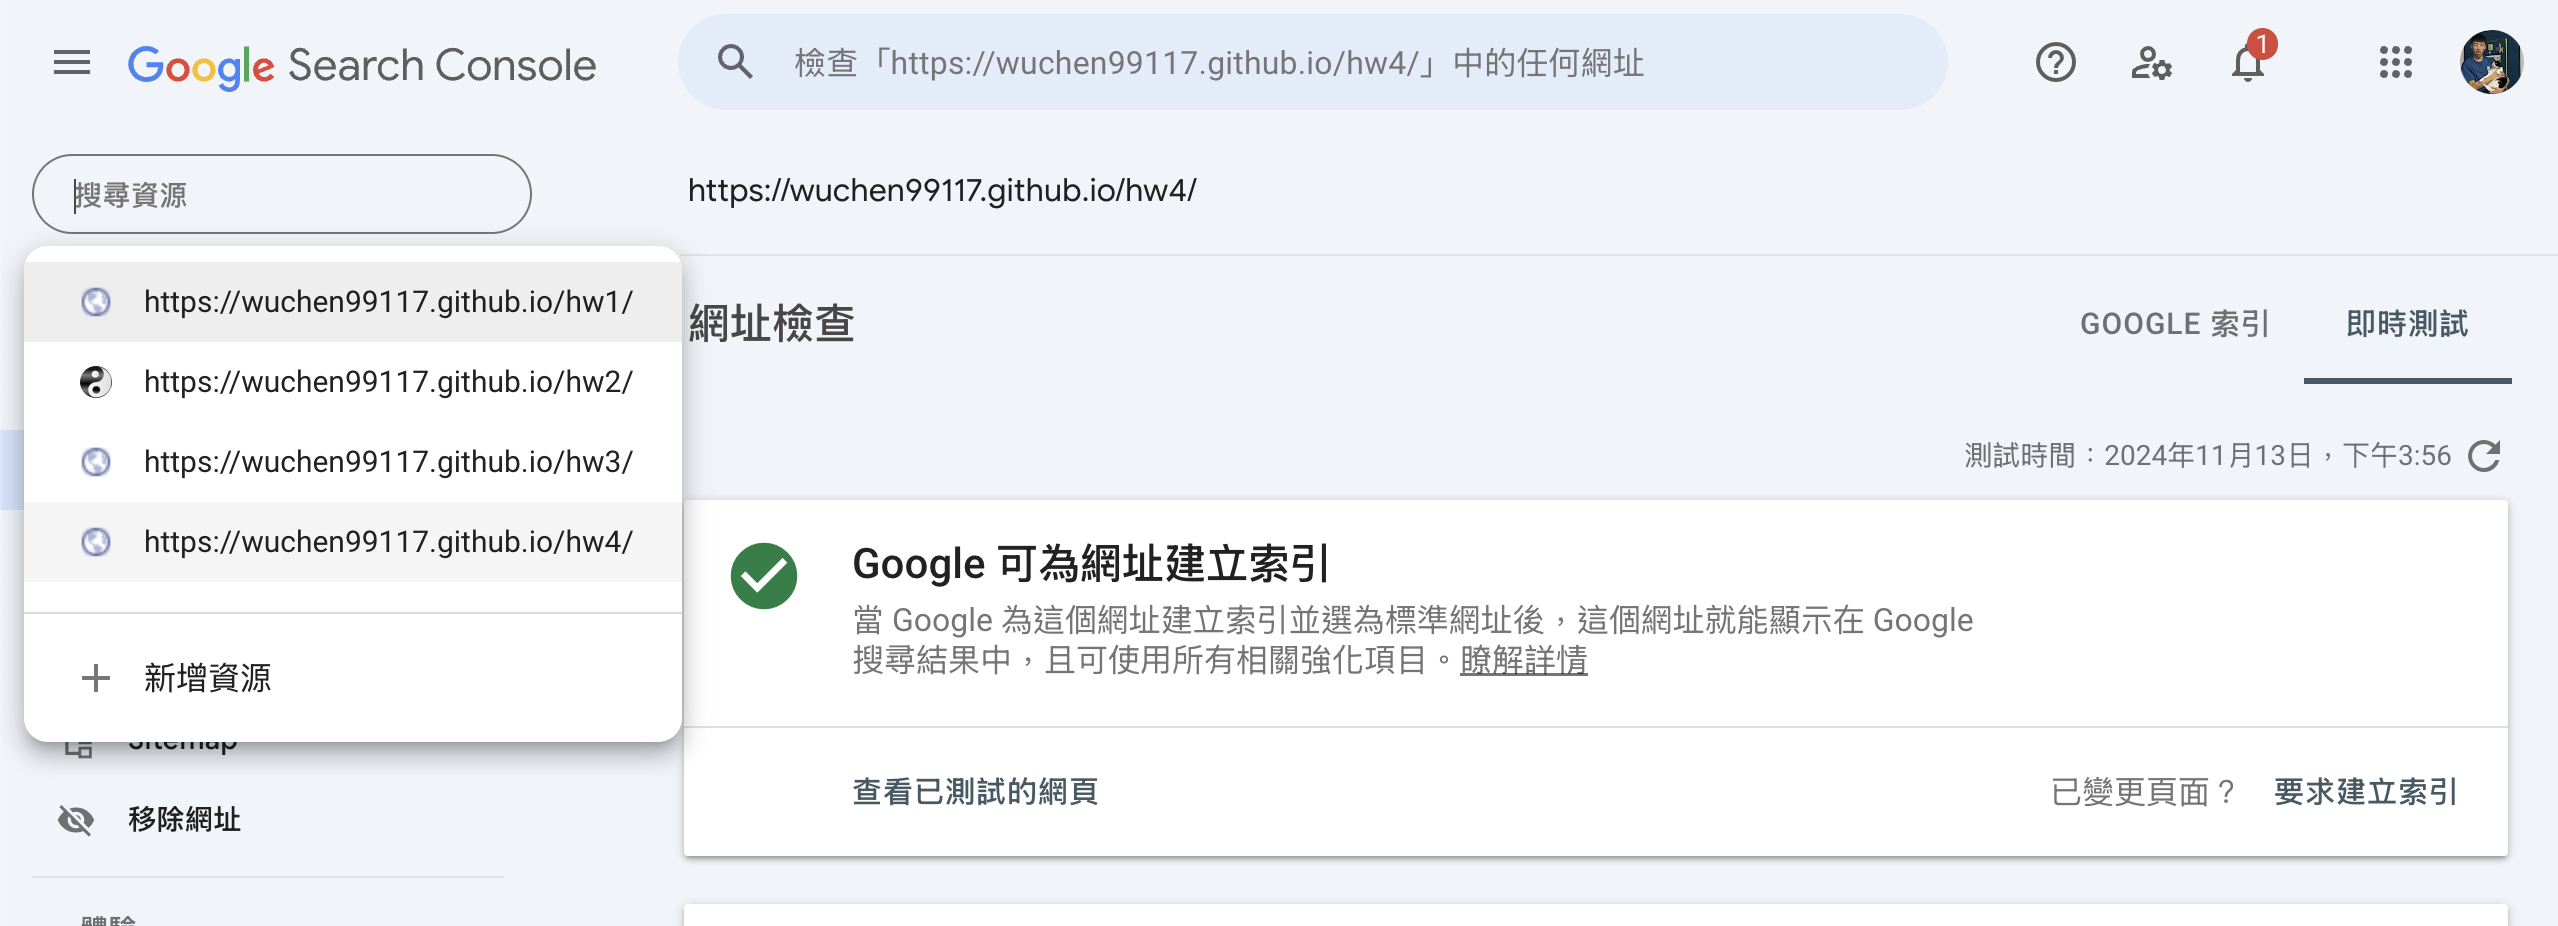 Google Search Console
檢查「https://wuchen99117.github.io/hw4/」中的任何網址
1
搜尋資源
https://wuchen99117.github.io/hw4/
https://wuchen99117.github.io/hw1/
https://wuchen99117.github.io/hw2/
https://wuchen99117.github.io/hw3/
https://wuchen99117.github.io/hw4/
新增資源
Sitemap
移除網址
體驗
網址檢查
GOOGLE 索引
即時測試
測試時間：2024年11月13日，下午3:56
Google 可為網址建立索引
當 Google 為這個網址建立索引並選為標準網址後，這個網址就能顯示在 Google
搜尋結果中，且可使用所有相關強化項目。瞭解詳情
查看已測試的網頁
已變更頁面？
要求建立索引